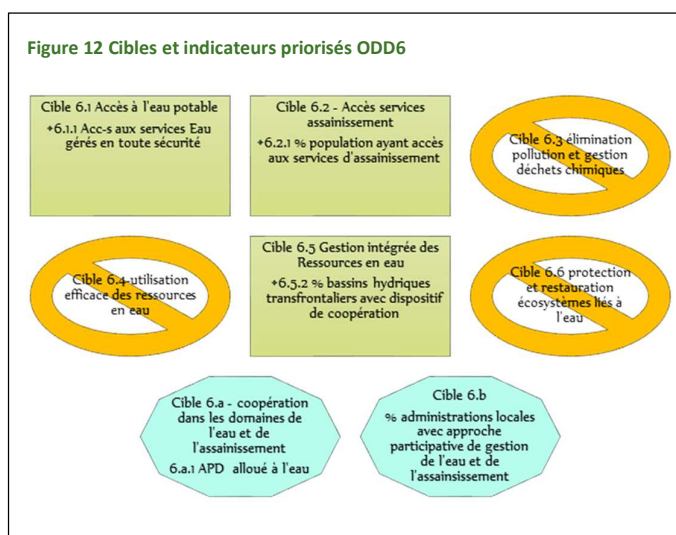 Figure 12 Cibles et indicateurs priorisés ODD6
Cible 6.1 Accès à l'eau potable
+6.1.1 Acc-s aux services Eau
gérés en toute sécurité
Cible 6.2 - Accès services
assainissement
+6.2.1 % population ayant accès
aux services d'assainissement
Cible 6.3 élimination
pollution et gestion
déchets chimiques
Cible 6.4-utilisation
efficace des ressources
en eau
Cible 6.5 Gestion intégrée des
Ressources en eau
+6.5.2 % bassins hydriques
transfrontaliers avec dispositif
de coopération
Cible 6.6 protection
et restauration
écosystèmes liés à
l'eau
Cible 6.a - coopération
dans les domaines de
l'eau et de
l'assainissement
6.a.1 APD alloué à l'eau
Cible 6.b
% administrations locales
avec approche
participative de gestion
de l'eau et de
l'assainsissement